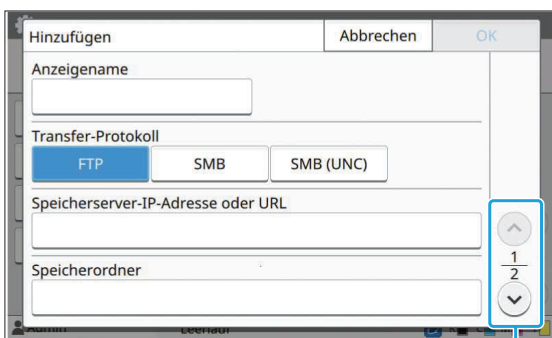 Hinzufügen
Abbrechen
OK
Anzeigename
Transfer-Protokoll
FTP SMB SMB (UNC)
Speicherserver-IP-Adresse oder URL
1
2
Speicherordner
Admin
Leerlauf